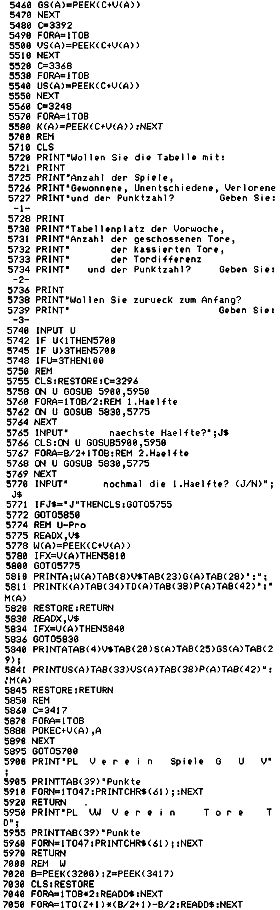 5460 GS(A)=PEEK(C+V(A))
5470 NEXT
5480 C=3392
5490 FORA=1TOB
5500 VS(A)=PEEK(C+V(A))
5510 NEXT
5520 C=3368
5530 FORA=1TOB
5540 US(A)=PEEK(C+V(A))
5550 NEXT
5560 C=3248
5570 FORA=1TOB
5580 K(A)=PEEK(C+V(A)):NEXT
5700 REM
5710 CLS
5720 PRINT"Wollen Sie die Tabelle mit:
5721 PRINT
5725 PRINT"Anzahl der Spiele,
5726 PRINT"Gewonnene, Unentschiedene, Verlorene
5727 PRINT"und der Punktzahl? Geben Sie:
-1-
5728 PRINT
5730 PRINT"Tabellenplatz der Vorwoche,
5731 PRINT"Anzahl der geschossenen Tore,
5732 PRINT" der kassierten Tore,
5733 PRINT" der Tordifferenz
5734 PRINT" und der Punktzahl? Geben Sie:
-2-
5736 PRINT
5738 PRINT"Wollen Sie zurueck zum Anfang?
5739 PRINT" Geben Sie:
-3-
5740 INPUT U
5742 IF U<1THEN5700
5745 IF U>3THEN5700
5748 IFU=3THEN100
5750 REM
5755 CLS:RESTORE:C=3296
5758 ON U GOSUB 5900,5950
5760 FORA=1TOB/2:REM 1.Haelfte
5762 ON U GOSUB 5830,5775
5764 NEXT
5765 INPUT" naechste Haelfte?";J$
5766 CLS:ON U GOSUB5900,5950
5767 FORA=B/2+1TOB:REM 2.Haelfte
5768 ON U GOSUB 5830,5775
5769 NEXT
5770 INPUT" nochmal die 1.Haelfte? (J/N)";
J$
5771 IFJ$="J"THENCLS:GOTO5755
5772 GOTO5850
5774 REM U-Pro
5775 READX,V$
5778 W(A)=PEEK(C+V(A))
5780 IFX=V(A)THEN5810
5800 GOTO5775
5810 PRINTA;W(A)TAB(8)V$TAB(23)G(A)TAB(28)":";
5811 PRINTK(A)TAB(34)TD(A)TAB(38)P(A)TAB(42)":"
M(A)
5820 RESTORE:RETURN
5830 READX,V$
5834 IFX=V(A)THEN5840
5836 GOTO5830
5840 PRINTATAB(4)V$TAB(20)S(A)TAB(25)GS(A)TAB(2
9);
5841 PRINTUS(A)TAB(33)VS(A)TAB(38)P(A)TAB(42)":
";M(A)
5845 RESTORE:RETURN
5850 REM
5860 C=3417
5870 FORA=1TOB
5880 POKEC+V(A),A
5890 NEXT
5895 GOTO5700
5900 PRINT"PL V e r e i n Spiele G U V"
;
5905 PRINTTAB(39)"Punkte
5910 FORN=1TO47:PRINTCHR$(61);:NEXT
5920 RETURN
5950 PRINT"PL VW V e r e i n T o r e T
D";
5955 PRINTTAB(39)"Punkte
5960 FORN=1TO47:PRINTCHR$(61);:NEXT
5970 RETURN
7000 REM W
7020 B=PEEK(3200):Z=PEEK(3417)
7030 CLS:RESTORE
7040 FORA=1TOB*2:READD$:NEXT
7050 FORA=1TO(Z+1)*(B/2+1)-B/2:READD$:NEXT